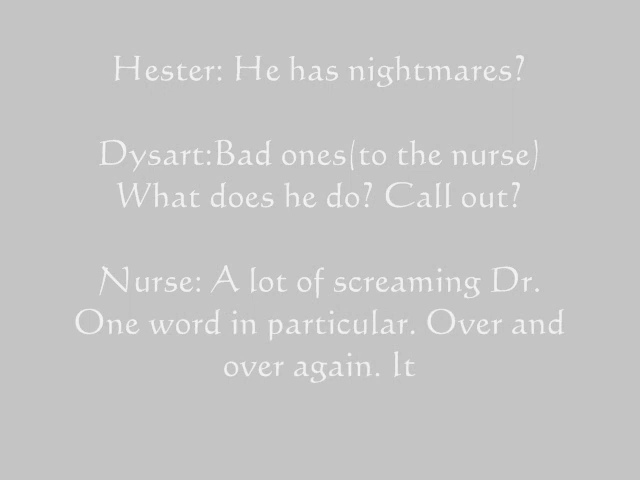 Hester: He has nightmares?
Dysart:Bad ones(to the nurse)
What does he do? Call out?
Nurse: A lot of screaming Dr.
One word in particular. Over and
over again. It